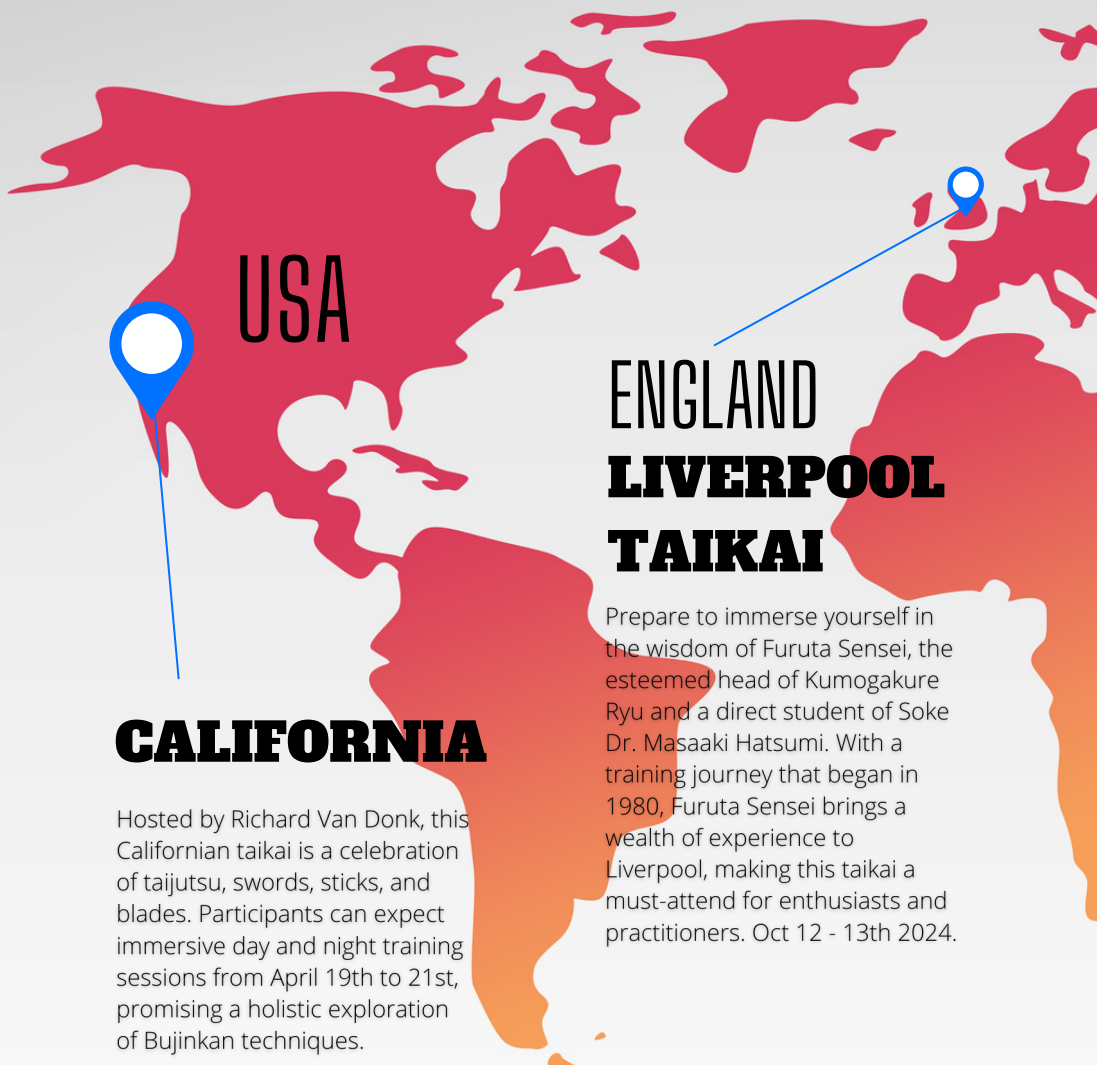 USA
CALIFORNIA
Hosted by Richard Van Donk, this
Californian taikai is a celebration
of taijutsu, swords, sticks, and
blades. Participants can expect
immersive day and night training
sessions from April 19th to 21st,
promising a holistic exploration
of Bujinkan techniques.
ENGLAND
LIVERPOOL
TAIKAI
Prepare to immerse yourself in
the wisdom of Furuta Sensei, the
esteemed head of Kumogakure
Ryu and a direct student of Soke
Dr. Masaaki Hatsumi. With a
training journey that began in
1980, Furuta Sensei brings a
wealth of experience to
Liverpool, making this taikai a
must-attend for enthusiasts and
practitioners. Oct 12 - 13th 2024.